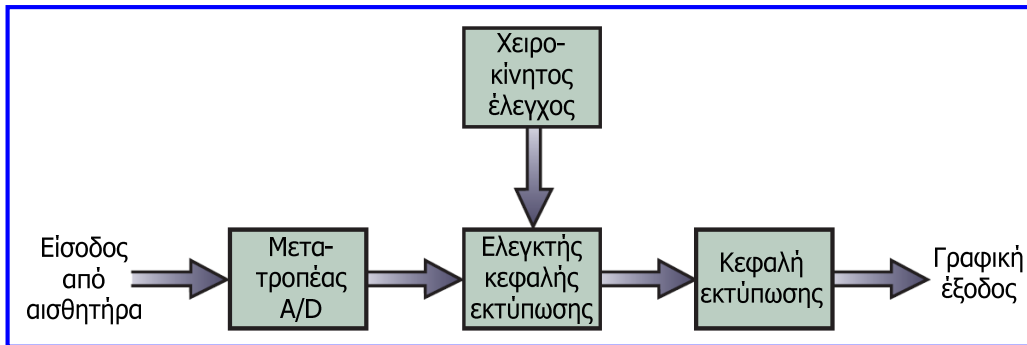 Χειρο-
κίνητος
έλεγχος
Είσοδος
από
αισθητήρα
Μετα-
τροπέας
A/D
Ελεγκτής
κεφαλής
εκτύπωσης
Κεφαλή
εκτύπωσης
Γραφική
έξοδος